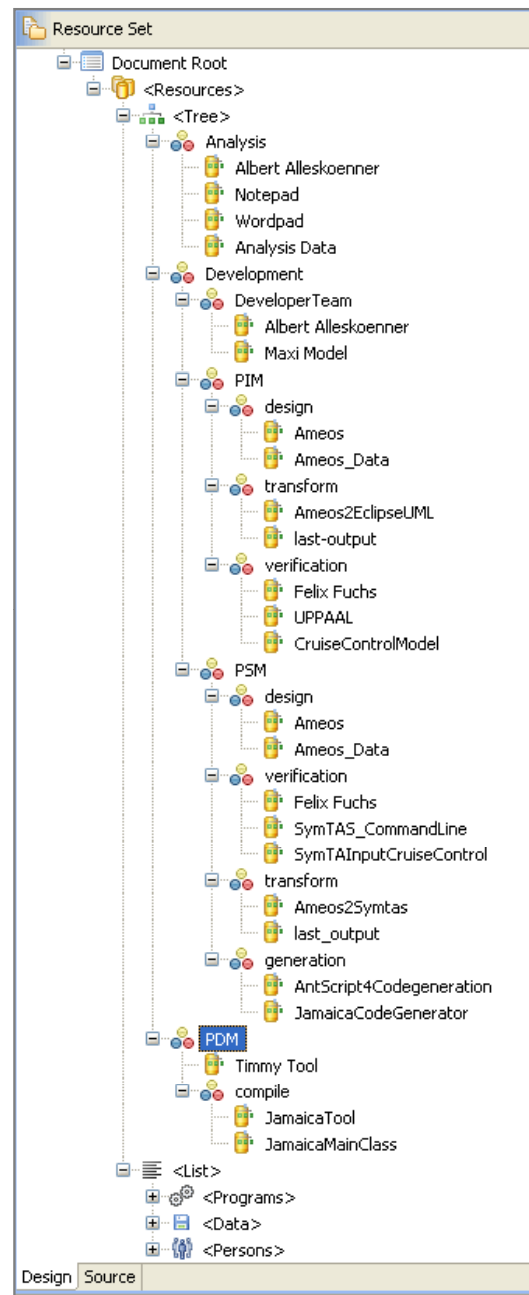 Resource Set
Document Root
<Resources>
<Tree>
Analysis
Albert Alleskoenner
Notepad
Wordpad
Analysis Data
Development
DeveloperTeam
Albert Alleskoenner
Maxi Model
PIM
design
Ameos
Ameos_Data
transform
Ameos2EclipseUML
last-output
verification
Felix Fuchs
UPPAAL
CruiseControlModel
PSM
design
Ameos
Ameos_Data
verification
Felix Fuchs
SymTAS_CommandLine
SymTAInputCruiseControl
transform
Ameos2Symtas
last_output
generation
AntScript4Codegeneration
JamaicaCodeGenerator
PDM
Timmy Tool
compile
JamaicaTool
JamaicaMainClass
<List>
<Programs>
<Data>
<Persons>
Design Source